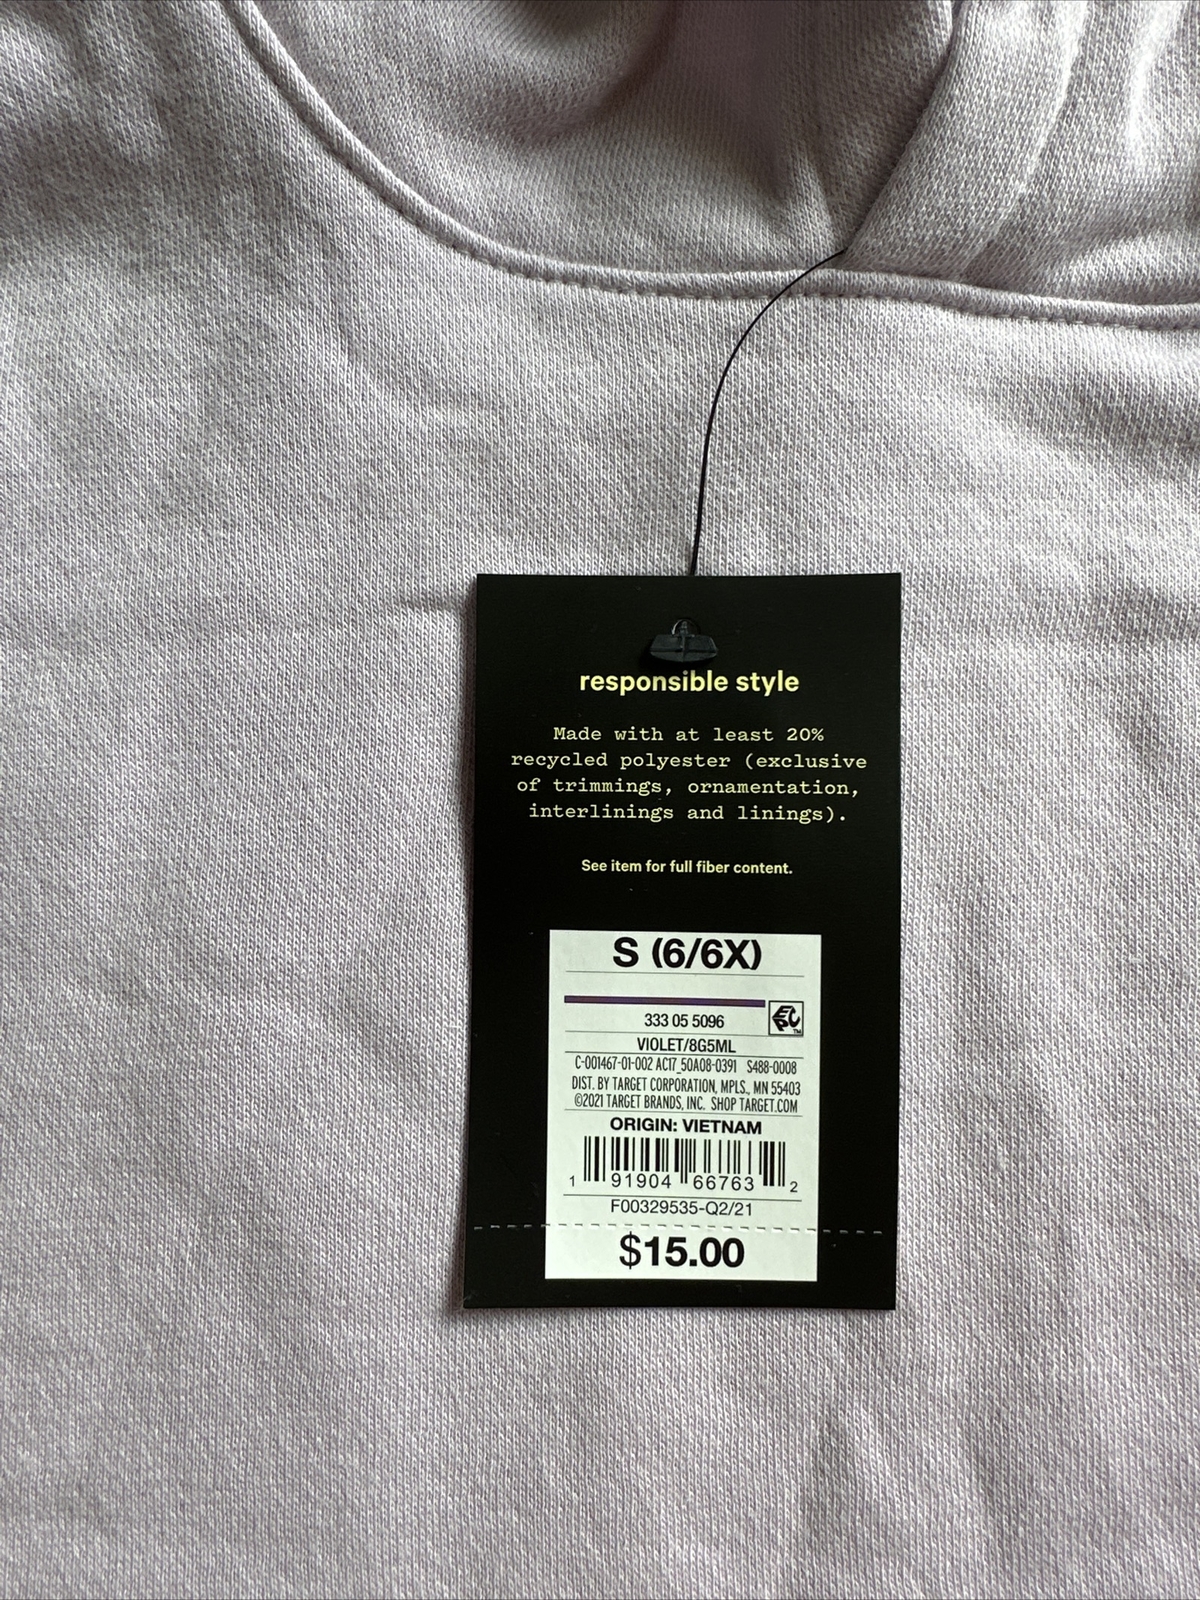 responsible style
Made with at least 20%
recycled polyester (exclusive
of trimmings, ornamentation,
interlinings and linings).
See item for full fiber content.
S (6/6X)
333 05 5096
EPC
TM
VIOLET/8G5ML
C-001467-01-002 AC17_50A08-0391 S488-0008
DIST. BY TARGET CORPORATION, MPLS., MN 55403
©2021 TARGET BRANDS, INC. SHOP TARGET.COM
ORIGIN: VIETNAM
1 91904 66763 2
F00329535-Q2/21
$15.00